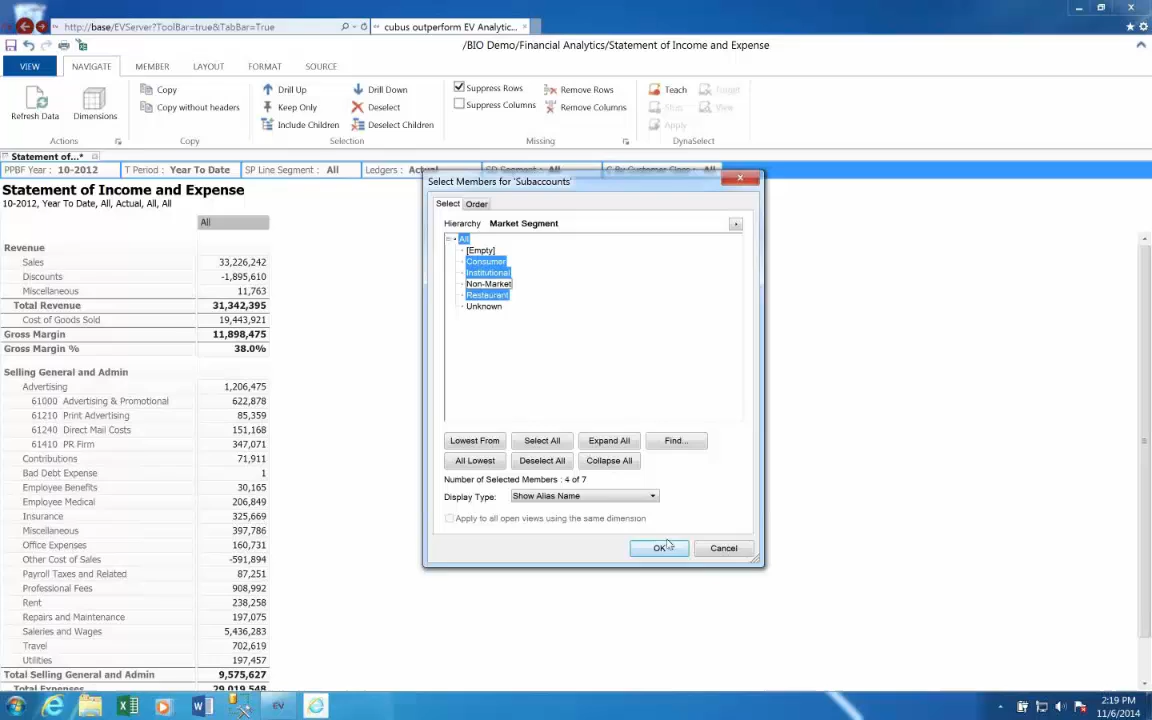 http://base/EVServer?ToolBar=true&TabBar=True
cubus outperform EV Analytic...
/BIO Demo/Financial Analytics/Statement of Income and Expense
VIEW NAVIGATE MEMBER LAYOUT FORMAT SOURCE
Refresh Data
Dimensions
Actions
Copy
Copy without headers
Copy
Drill Up
Keep Only
Include Children
Drill Down
Deselect
Deselect Children
Selection
Suppress Rows
Suppress Columns
Remove Rows
Remove Columns
Missing
Teach
Apply
View
DynaSelect
Statement of...*
PPBF Year : 10-2012 T Period : Year To Date SP Line Segment : All Ledgers : Actual
Statement of Income and Expense
10-2012, Year To Date, All, Actual, All, All
All
Revenue
Sales 33,226,242
Discounts -1,895,610
Miscellaneous 11,763
Total Revenue 31,342,395
Cost of Goods Sold 19,443,921
Gross Margin 11,898,475
Gross Margin % 38.0%
Selling General and Admin
Advertising 1,206,475
61000 Advertising & Promotional 622,878
61210 Print Advertising 85,359
61240 Direct Mail Costs 151,168
61410 PR Firm 347,071
Contributions 71,911
Bad Debt Expense 1
Employee Benefits 30,165
Employee Medical 206,849
Insurance 325,669
Miscellaneous 397,786
Office Expenses 160,731
Other Cost of Sales -591,894
Payroll Taxes and Related 87,251
Professional Fees 908,992
Rent 238,258
Repairs and Maintenance 197,075
Saleries and Wages 5,436,283
Travel 702,619
Utilities 197,457
Total Selling General and Admin 9,575,627
Total Expenses 29,019,548
Select Members for 'Subaccounts'
Select Order
Hierarchy Market Segment
All
[Empty]
Consumer
Institutional
Non-Market
Restaurant
Unknown
Lowest From Select All Expand All Find...
All Lowest Deselect All Collapse All
Number of Selected Members : 4 of 7
Display Type: Show Alias Name
Apply to all open views using the same dimension
OK Cancel
EV
2:19 PM
11/6/2014